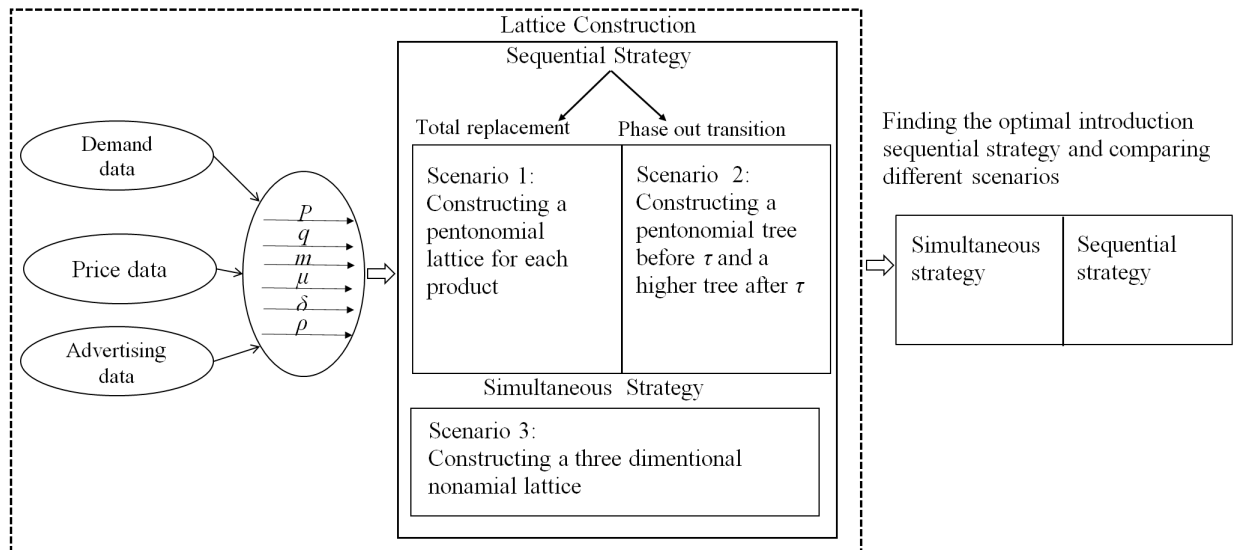 Lattice Construction
Sequential Strategy
Total replacement
Phase out transition
Demand
data
Price data
Advertising
data
P
q
m
μ
δ
ρ
Scenario 1:
Constructing a
pentonomial
lattice for each
product
Scenario 2:
Constructing a
pentonomial tree
before τ and a
higher tree after τ
Simultaneous Strategy
Scenario 3:
Constructing a three dimentional
nonamial lattice
Finding the optimal introduction
sequential strategy and comparing
different scenarios
Simultaneous
strategy
Sequential
strategy